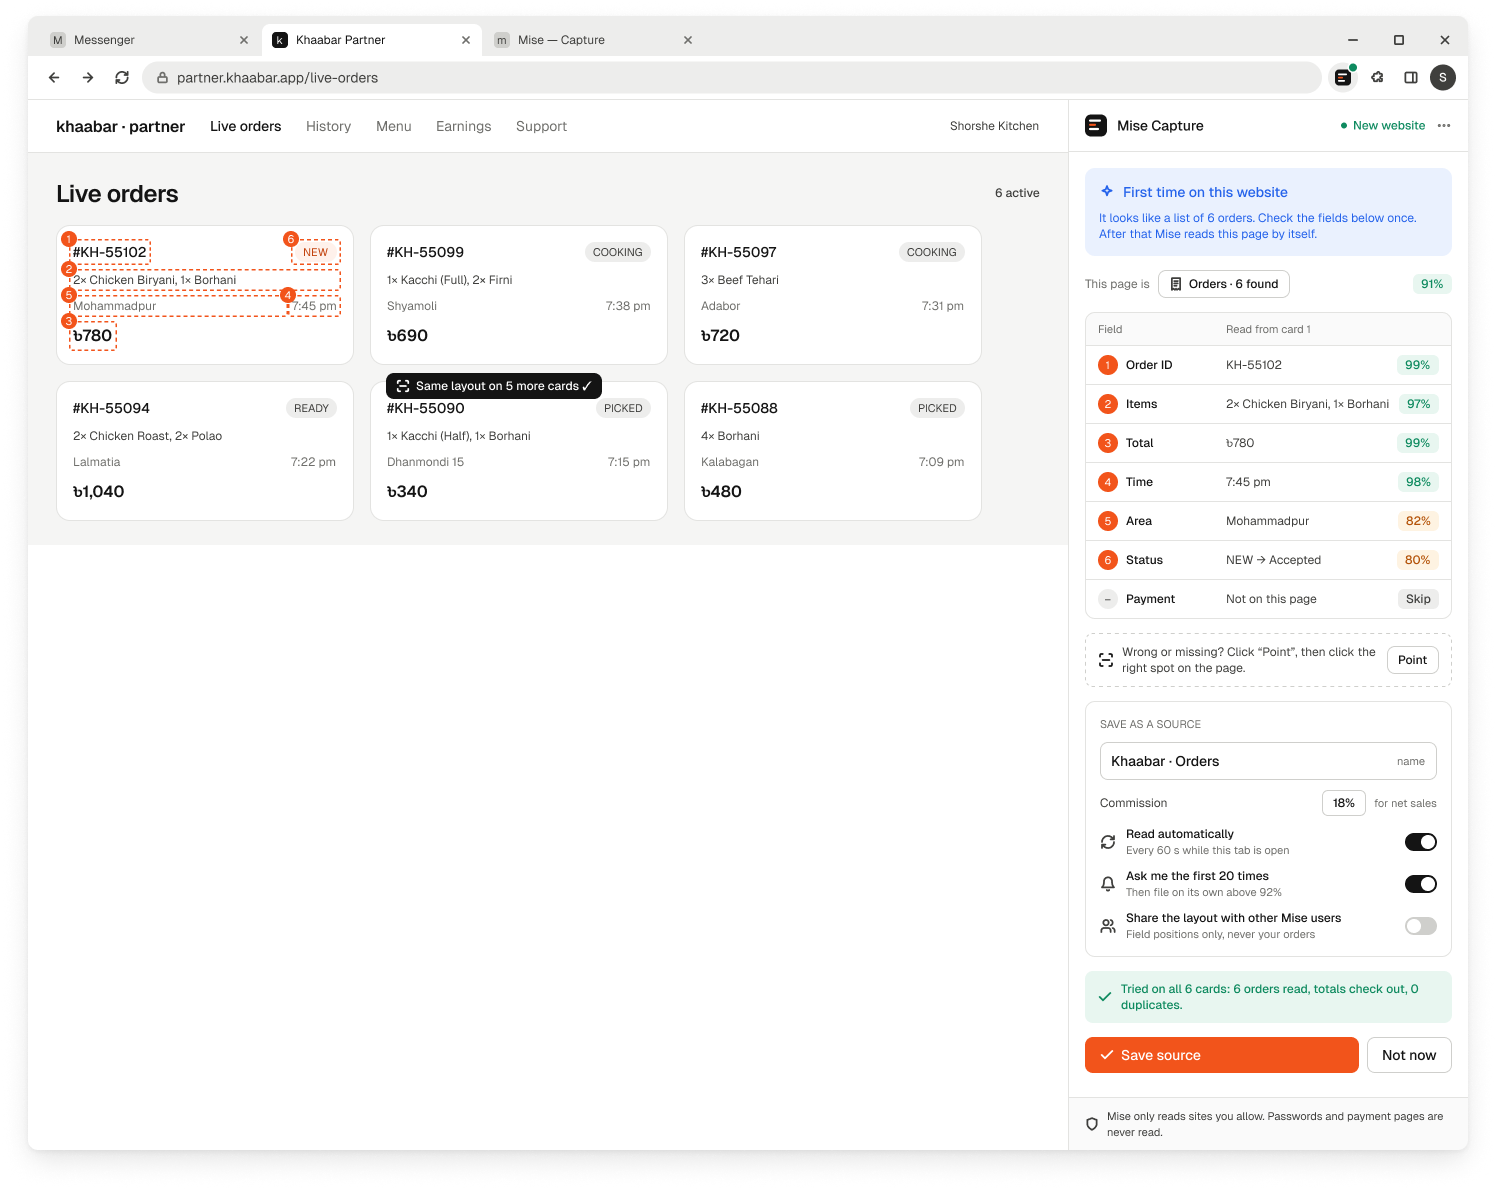 M Messenger
k Khaabar Partner
m Mise — Capture
partner.khaabar.app/live-orders
S
khaabar · partner
Live orders
History
Menu
Earnings
Support
Shorshe Kitchen
Live orders
6 active
1
#KH-55102
6
NEW
2
2× Chicken Biryani, 1× Borhani
5
Mohammadpur
4
7:45 pm
3
৳780
#KH-55099
COOKING
1× Kacchi (Full), 2× Firni
Shyamoli
7:38 pm
৳690
#KH-55097
COOKING
3× Beef Tehari
Adabor
7:31 pm
৳720
Same layout on 5 more cards ✓
#KH-55094
READY
2× Chicken Roast, 2× Polao
Lalmatia
7:22 pm
৳1,040
#KH-55090
PICKED
1× Kacchi (Half), 1× Borhani
Dhanmondi 15
7:15 pm
৳340
#KH-55088
PICKED
4× Borhani
Kalabagan
7:09 pm
৳480
Mise Capture
New website
First time on this website
It looks like a list of 6 orders. Check the fields below once.
After that Mise reads this page by itself.
This page is
Orders · 6 found
91%
Field
Read from card 1
1 Order ID KH-55102 99%
2 Items 2× Chicken Biryani, 1× Borhani 97%
3 Total ৳780 99%
4 Time 7:45 pm 98%
5 Area Mohammadpur 82%
6 Status NEW → Accepted 80%
– Payment Not on this page Skip
Wrong or missing? Click “Point”, then click the
right spot on the page.
Point
SAVE AS A SOURCE
Khaabar · Orders
name
Commission
18%
for net sales
Read automatically
Every 60 s while this tab is open
Ask me the first 20 times
Then file on its own above 92%
Share the layout with other Mise users
Field positions only, never your orders
Tried on all 6 cards: 6 orders read, totals check out, 0
duplicates.
Save source
Not now
Mise only reads sites you allow. Passwords and payment pages are
never read.